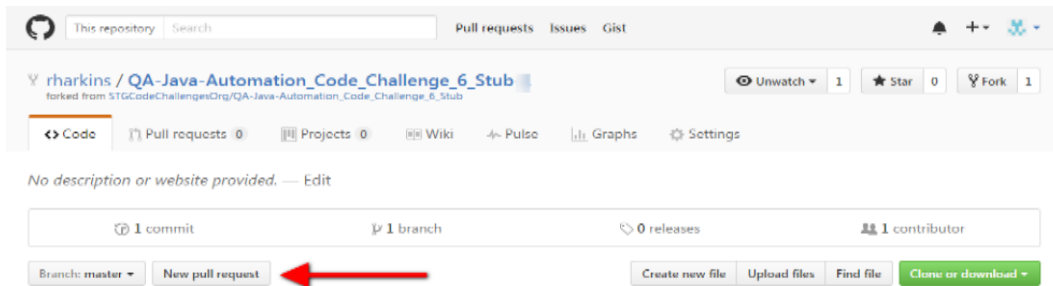 This repository Search Pull requests Issues Gist
rharkins / QA-Java-Automation_Code_Challenge_6_Stub Unwatch 1 Star 0 Fork 1
forked from STGCodeChallengesOrg/QA-Java-Automation_Code_Challenge_6_Stub
Code Pull requests 0 Projects 0 Wiki Pulse Graphs Settings
No description or website provided. — Edit
1 commit 1 branch 0 releases 1 contributor
Branch: master New pull request Create new file Upload files Find file Clone or download